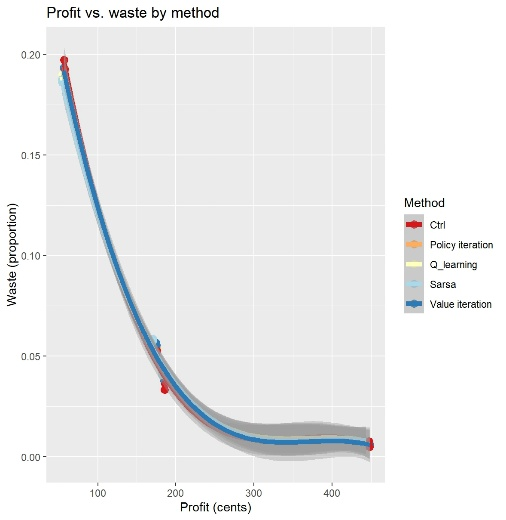 Profit vs. waste by method
0.20
0.15
0.10
0.05
0.00
Waste (proportion)
100 200 300 400
Profit (cents)
Method
Ctrl
Policy iteration
Q_learning
Sarsa
Value iteration